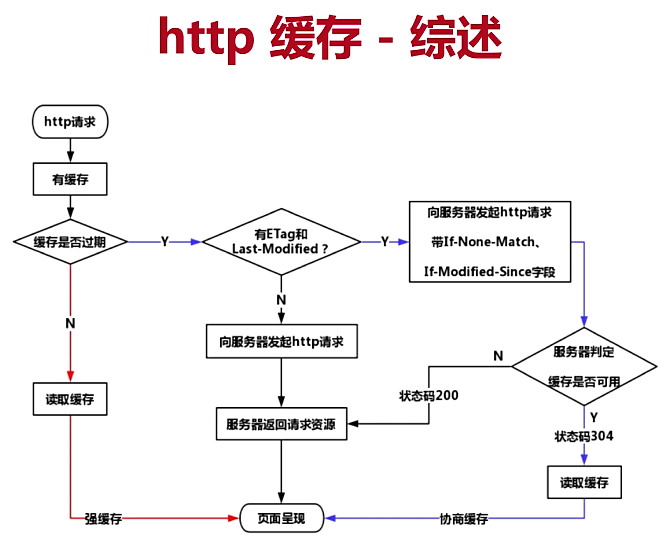 http 缓存 - 综述
http请求
有缓存
缓存是否过期
Y
有ETag和
Last-Modified？
Y
向服务器发起http请求
带If-None-Match、
If-Modified-Since字段
N
N
向服务器发起http请求
服务器判定
缓存是否可用
N
状态码200
Y
状态码304
读取缓存
服务器返回请求资源
读取缓存
强缓存
页面呈现
协商缓存